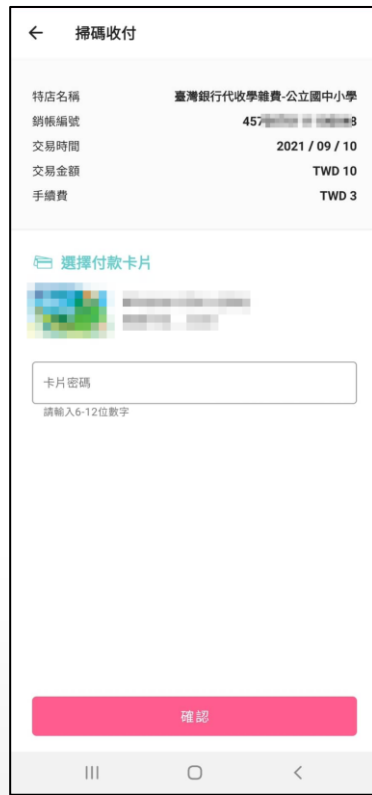 掃碼收付
特店名稱 臺灣銀行代收學雜費-公立國中小學
銷帳編號 457 8
交易時間 2021 / 09 / 10
交易金額 TWD 10
手續費 TWD 3
選擇付款卡片
卡片密碼
請輸入6-12位數字
確認